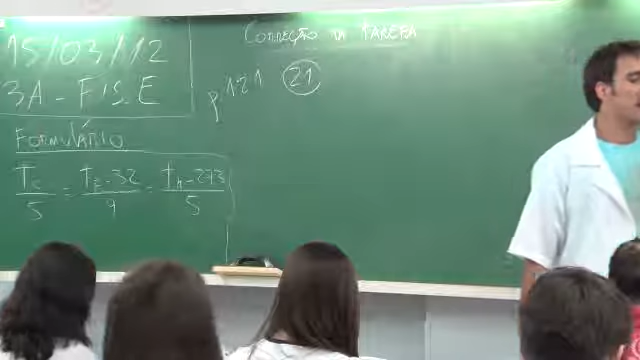 15/03/12
3A - FIS. E
FORMULÁRIO
Tc/5 = TF-32/9 = TK-273/5
CORREÇÃO DA TAREFA
p. 121 21